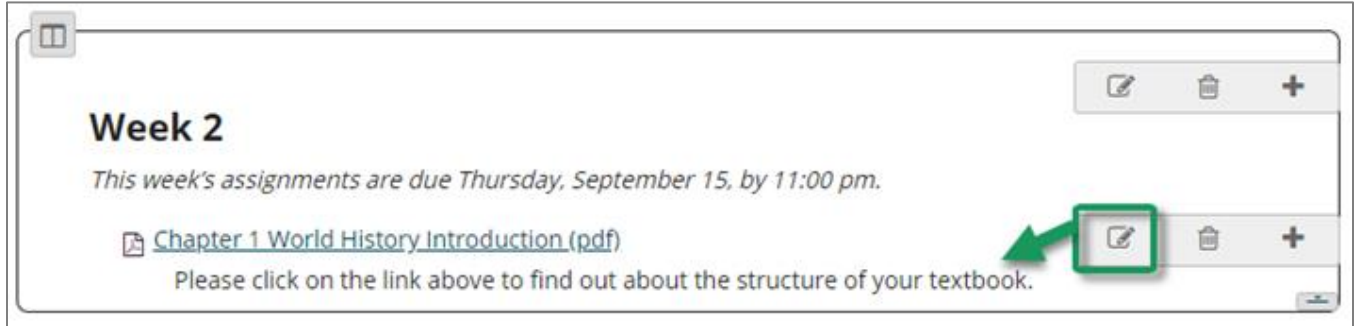 Week 2
This week's assignments are due Thursday, September 15, by 11:00 pm.
Chapter 1 World History Introduction (pdf)
Please click on the link above to find out about the structure of your textbook.